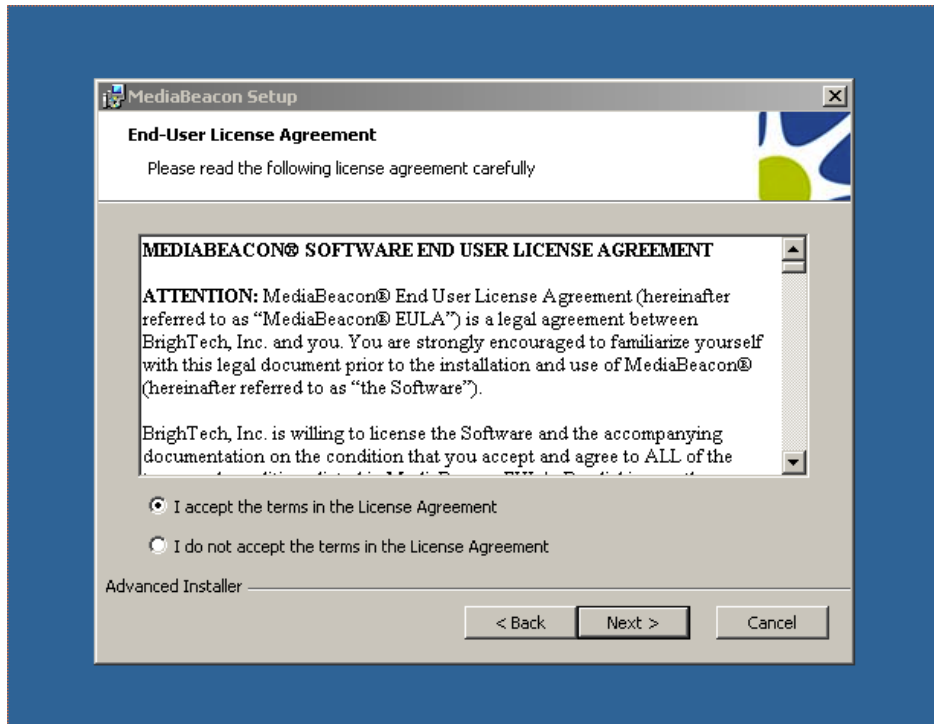 MediaBeacon Setup
End-User License Agreement
Please read the following license agreement carefully
MEDIABEACON® SOFTWARE END USER LICENSE AGREEMENT
ATTENTION: MediaBeacon® End User License Agreement (hereinafter
referred to as “MediaBeacon® EULA”) is a legal agreement between
BrighTech, Inc. and you. You are strongly encouraged to familiarize yourself
with this legal document prior to the installation and use of MediaBeacon®
(hereinafter referred to as “the Software”).
BrighTech, Inc. is willing to license the Software and the accompanying
documentation on the condition that you accept and agree to ALL of the
I accept the terms in the License Agreement
I do not accept the terms in the License Agreement
Advanced Installer
< Back
Next >
Cancel